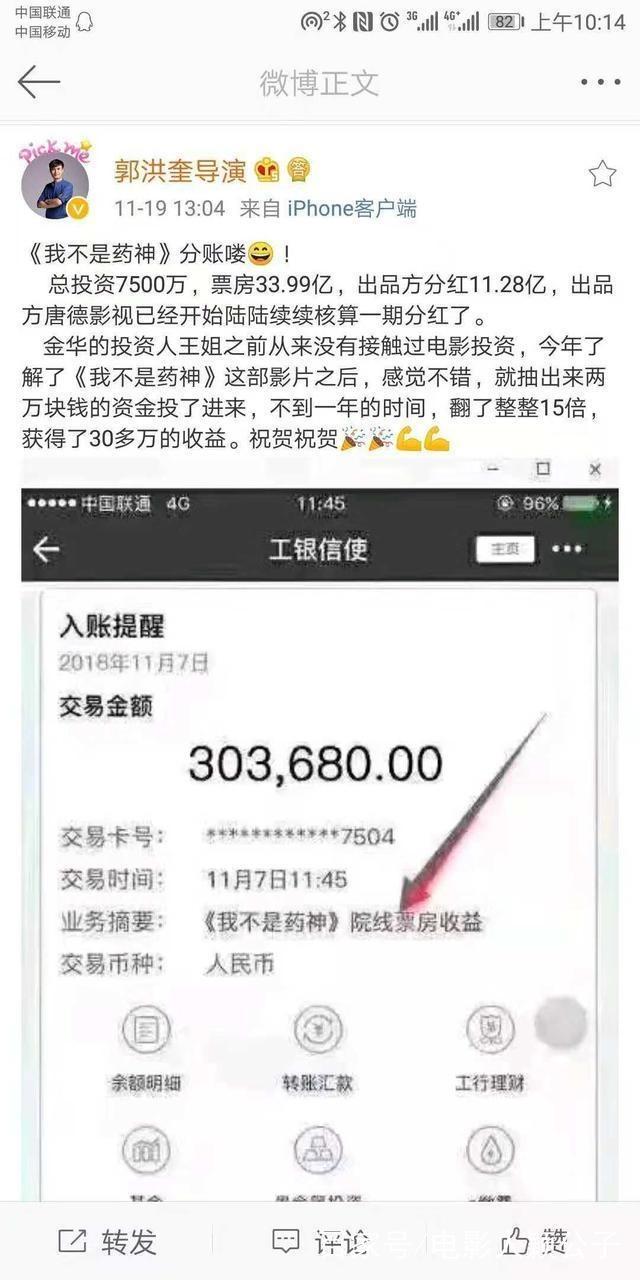 中国联通
中国移动
2 3G 4G+ 82 上午10:14
微博正文
Pick me
郭洪奎导演
11-19 13:04 来自 iPhone客户端
《我不是药神》分账喽😄！
总投资7500万，票房33.99亿，出品方分红11.28亿，出品
方唐德影视已经开始陆陆续续核算一期分红了。
金华的投资人王姐之前从来没有接触过电影投资，今年了
解了《我不是药神》这部影片之后，感觉不错，就抽出来两
万块钱的资金投了进来，不到一年的时间，翻了整整15倍，
获得了30多万的收益。祝贺祝贺🎉🎉💪💪
中国联通 4G 11:45 96%
工银信使 主页
入账提醒
2018年11月7日
交易金额
303,680.00
交易卡号： ************7504
交易时间： 11月7日11:45
业务摘要： 《我不是药神》院线票房收益
交易币种： 人民币
余额明细 转账汇款 工行理财
转发 评论 赞